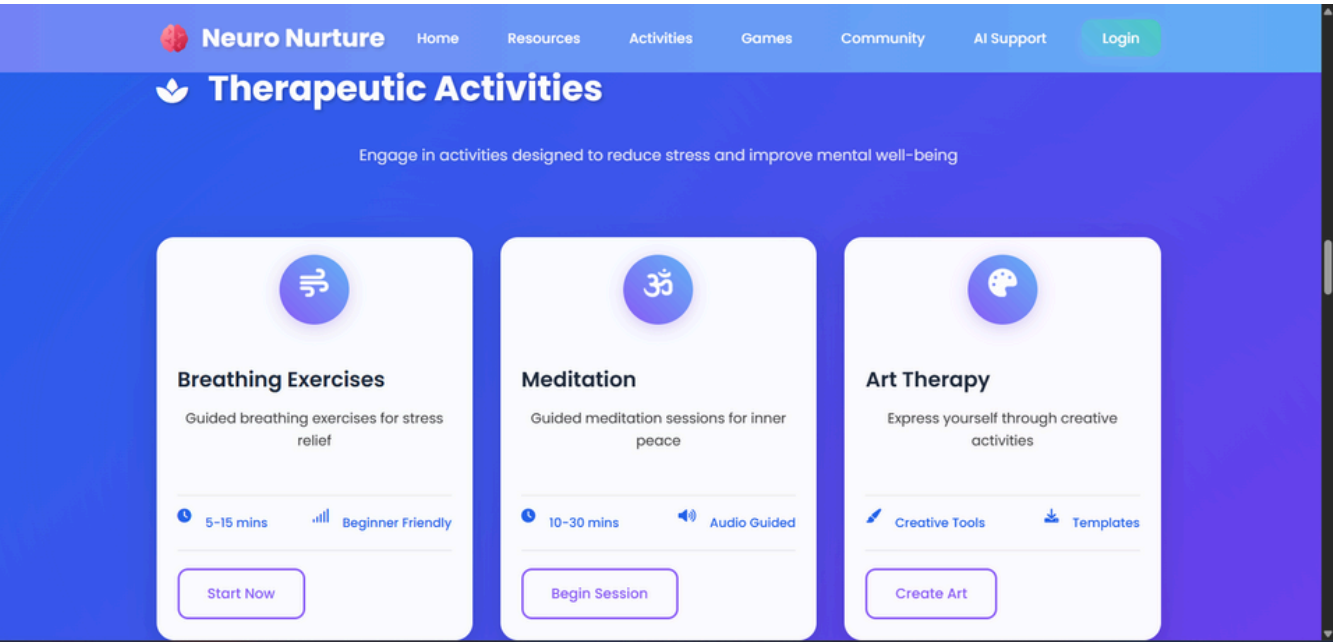 Neuro Nurture Home Resources Activities Games Community AI Support Login
Therapeutic Activities
Engage in activities designed to reduce stress and improve mental well-being
ॐ
Breathing Exercises
Guided breathing exercises for stress
relief
5-15 mins Beginner Friendly
Start Now
Meditation
Guided meditation sessions for inner
peace
10-30 mins Audio Guided
Begin Session
Art Therapy
Express yourself through creative
activities
Creative Tools Templates
Create Art